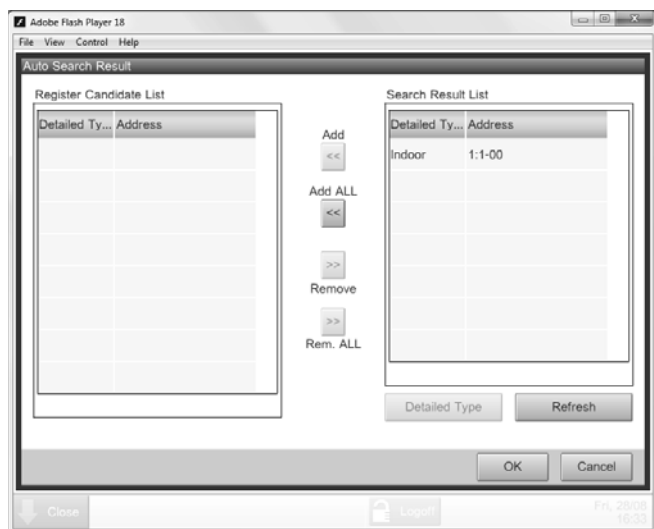 Adobe Flash Player 18
File View Control Help
Auto Search Result
Register Candidate List
Detailed Ty... Address
Add
<<
Add ALL
<<
>>
Remove
>>
Rem. ALL
Search Result List
Detailed Ty... Address
Indoor 1:1-00
Detailed Type Refresh
OK Cancel
Close Logoff Fri, 28/08
16:33